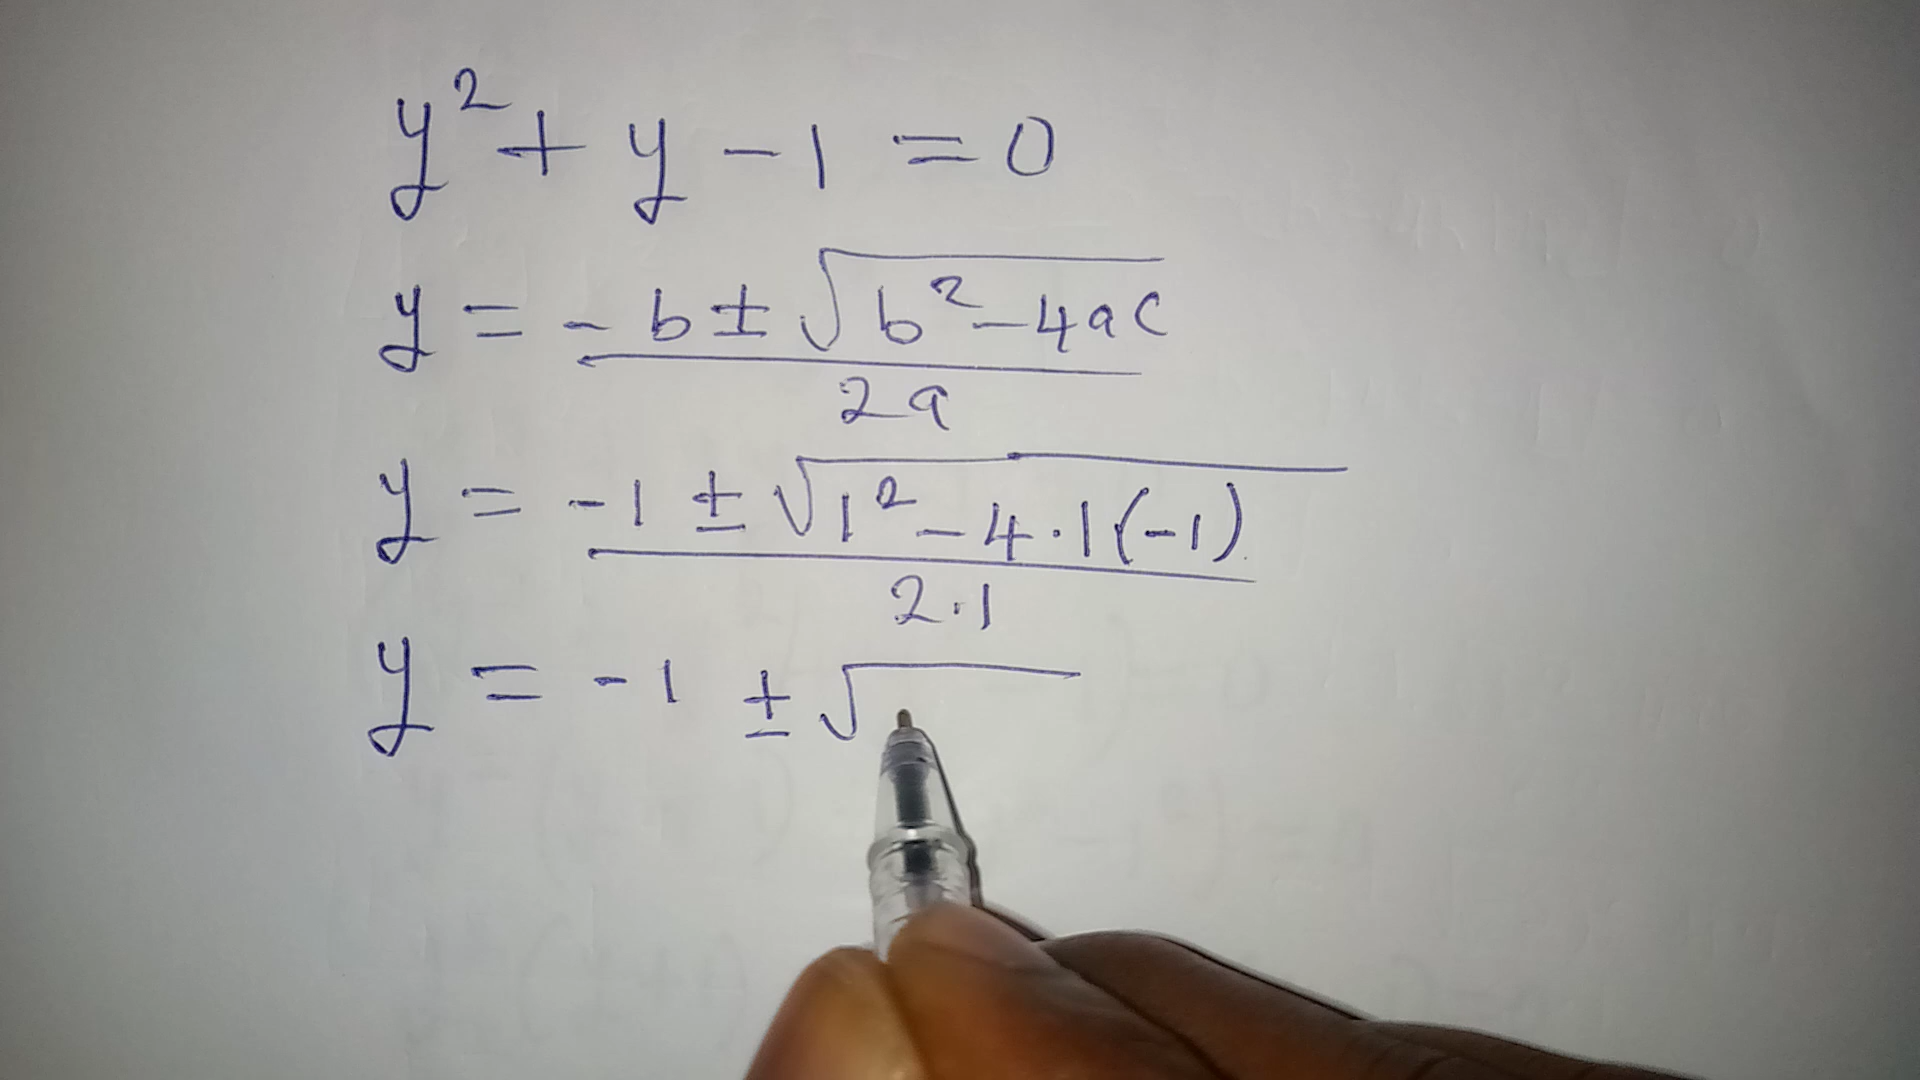 y² + y - 1 = 0
y = -b ± √(b² - 4ac) / 2a
y = -1 ± √(1² - 4·1(-1)) / 2·1
y = -1 ± √